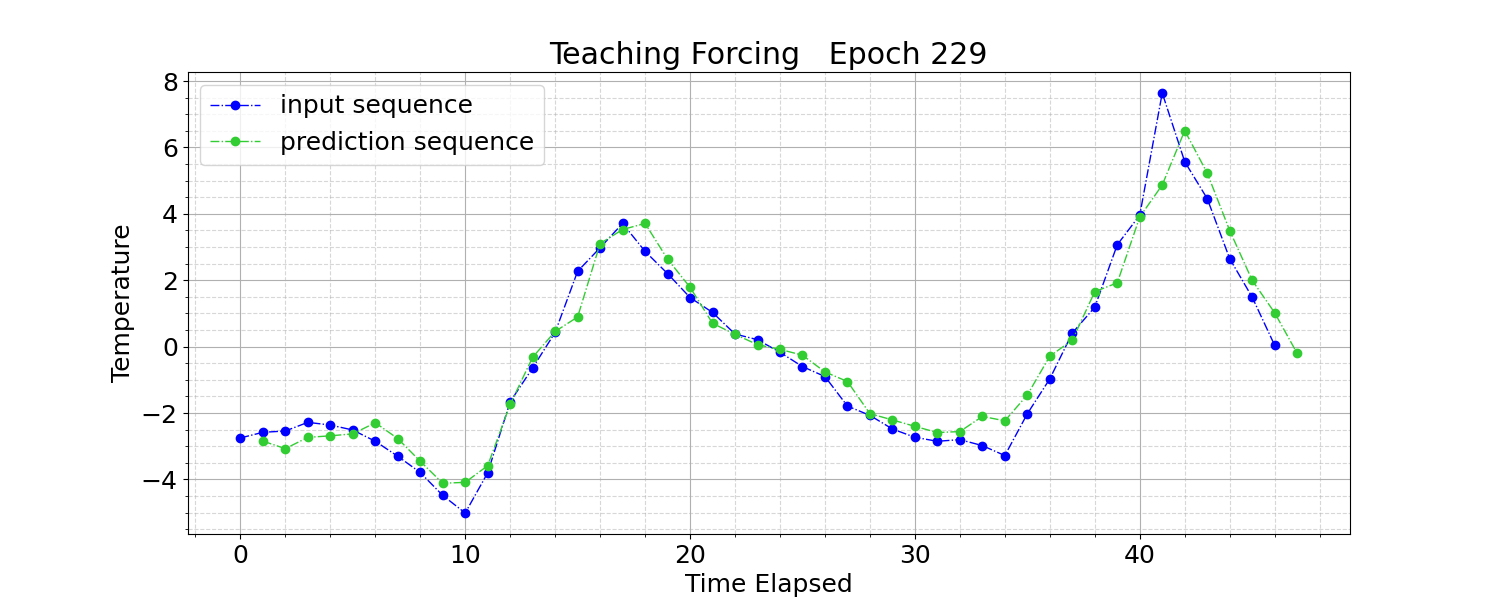 Teaching Forcing   Epoch 229
input sequence
prediction sequence
8
6
4
2
0
−2
−4
Temperature
0 10 20 30 40
Time Elapsed